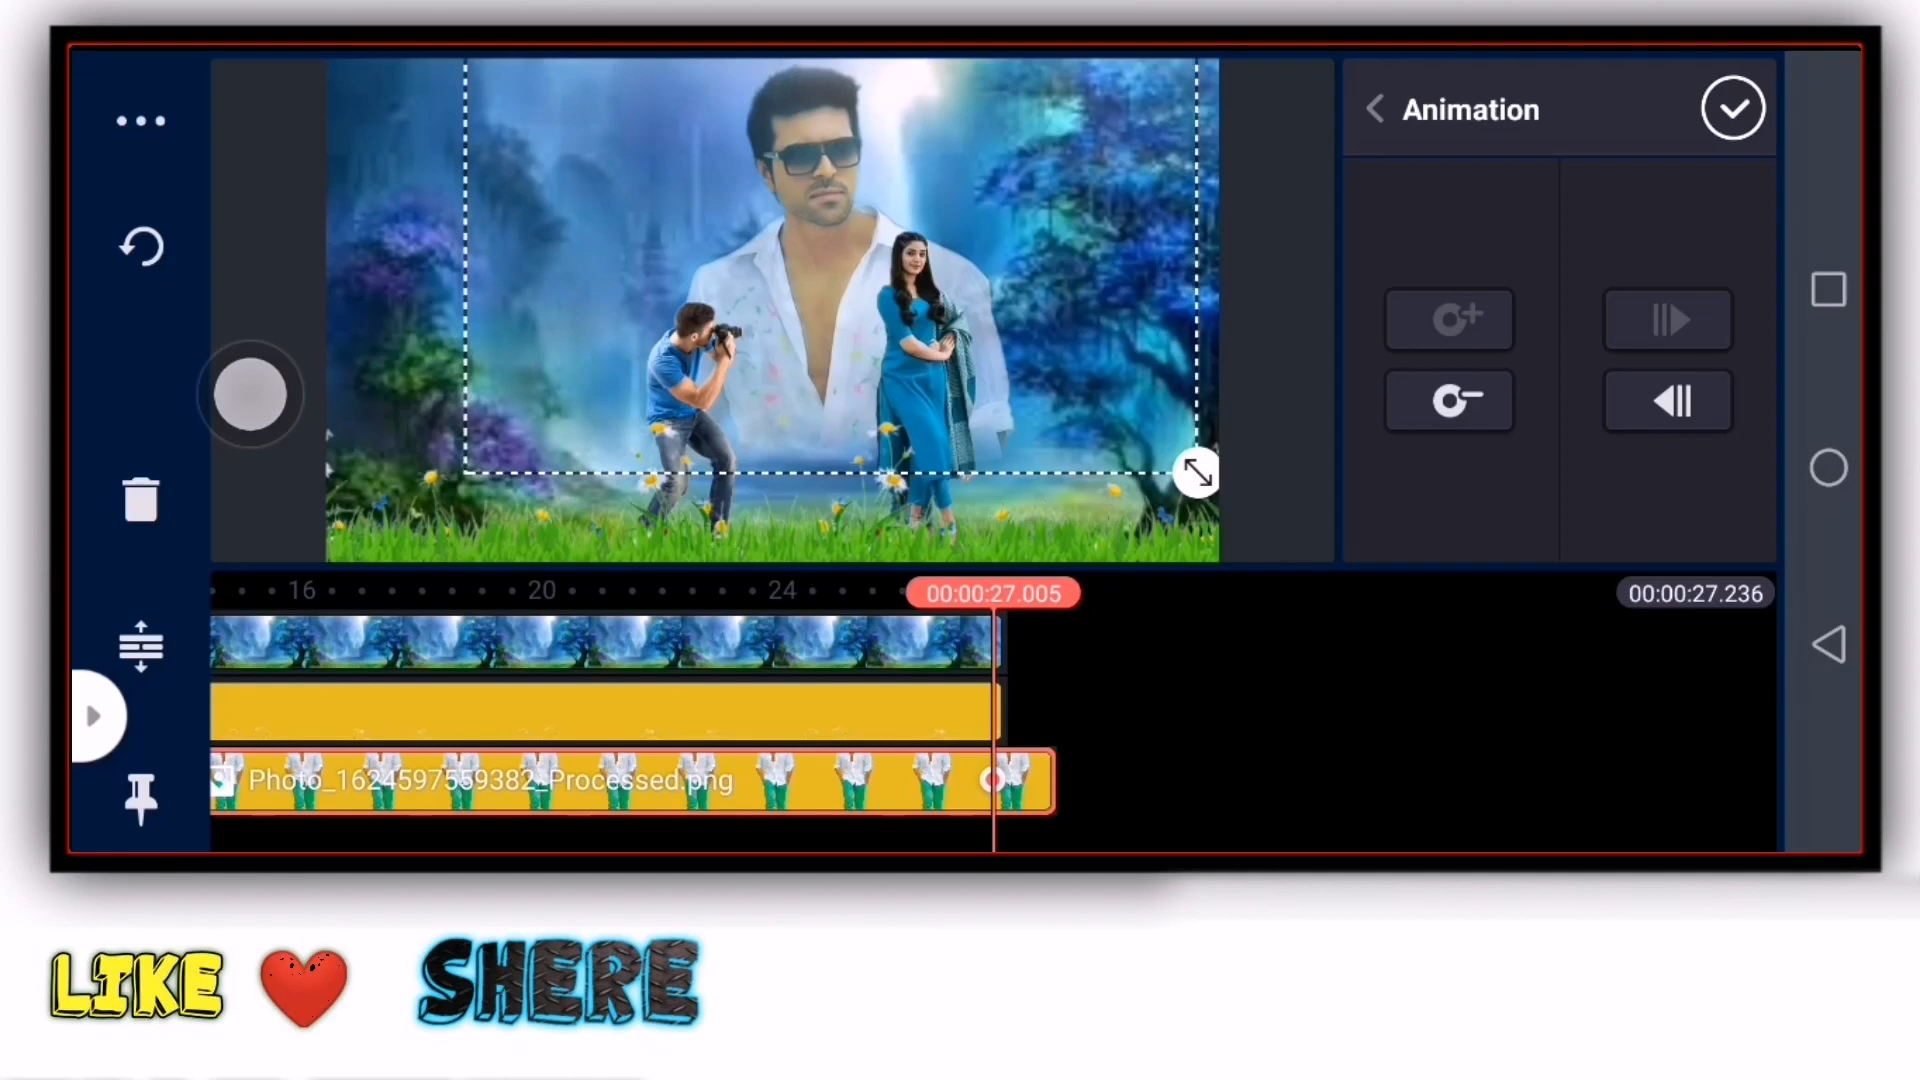 Animation
16 20 24 00:00:27.005 00:00:27.236
Photo_1624597559382_Processed.png
LIKE SHERE